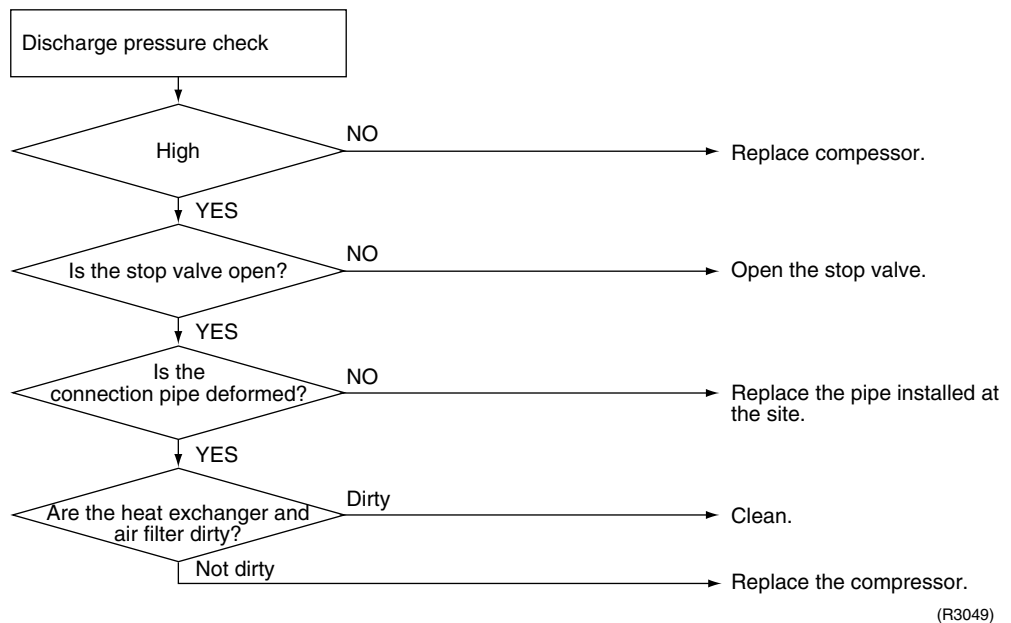 Discharge pressure check
High
NO
Replace compessor.
YES
Is the stop valve open?
NO
Open the stop valve.
YES
Is the
connection pipe deformed?
NO
Replace the pipe installed at
the site.
YES
Are the heat exchanger and
air filter dirty?
Dirty
Clean.
Not dirty
Replace the compressor.
(R3049)